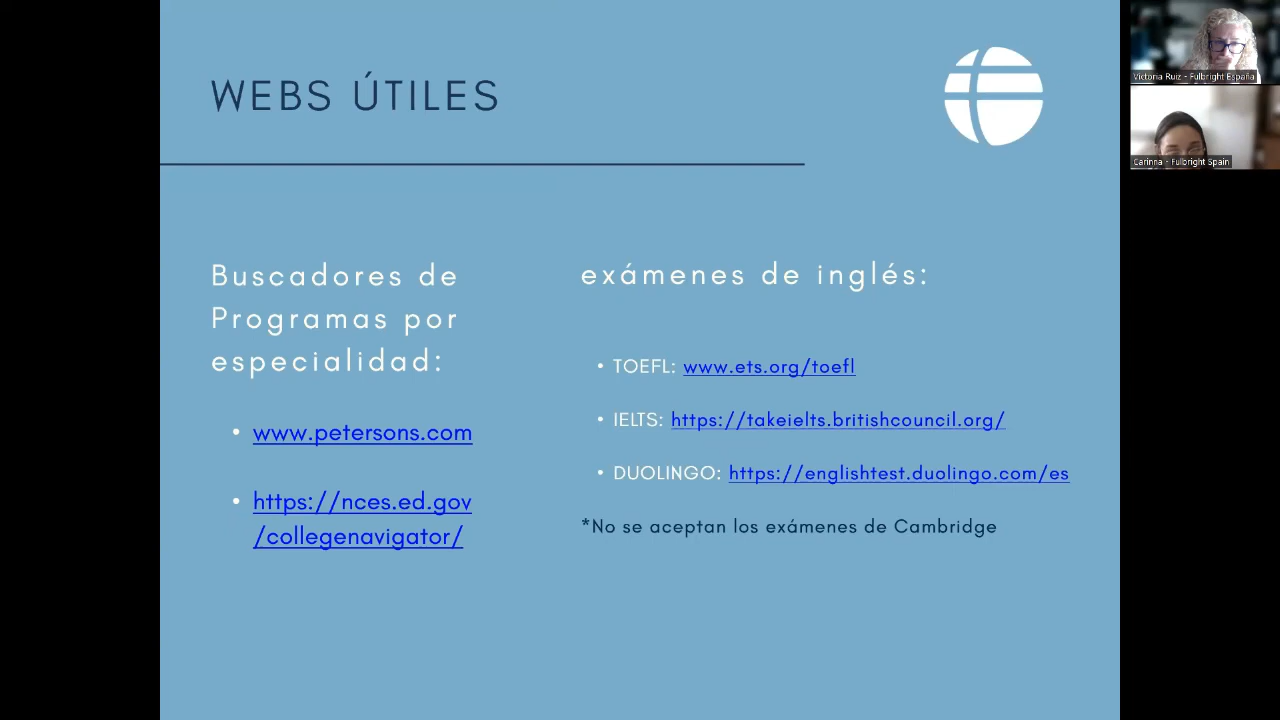 WEBS ÚTILES
Buscadores de
Programas por
especialidad:
• www.petersons.com
• https://nces.ed.gov
/collegenavigator/
exámenes de inglés:
• TOEFL: www.ets.org/toefl
• IELTS: https://takeielts.britishcouncil.org/
• DUOLINGO: https://englishtest.duolingo.com/es
*No se aceptan los exámenes de Cambridge
Victoria Ruiz - Fulbright España
Carinna - Fulbright Spain